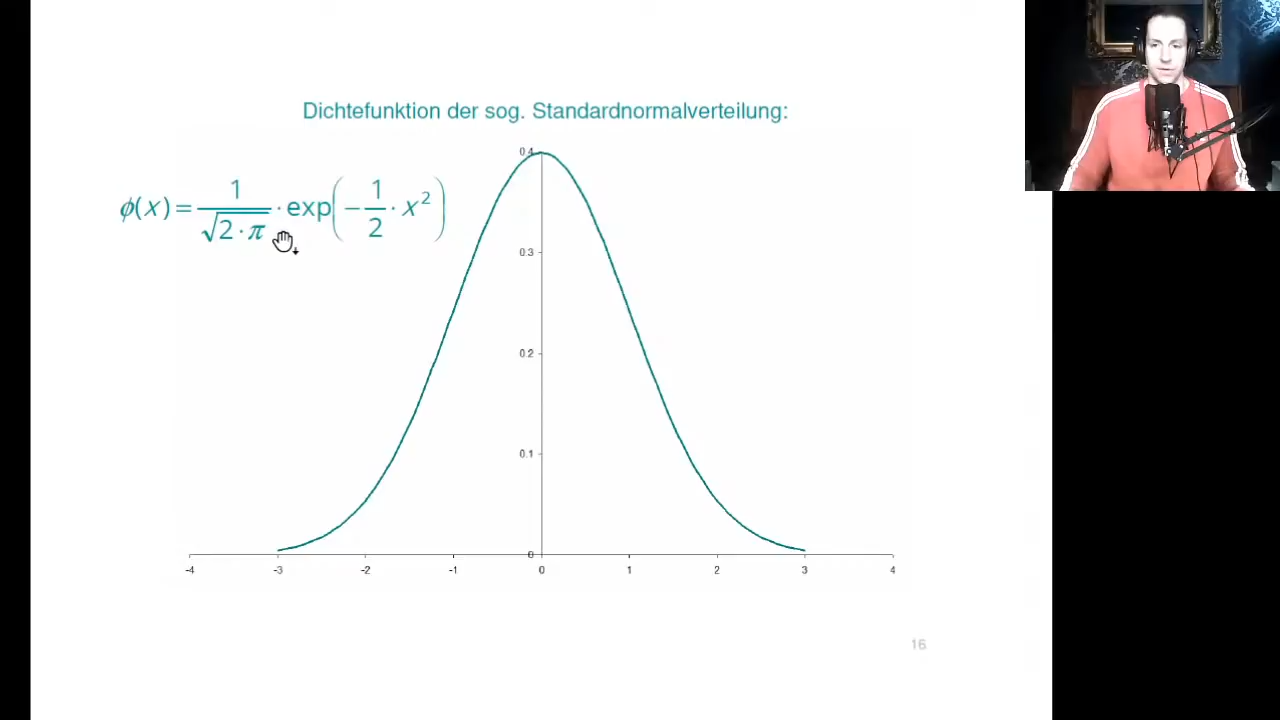 Dichtefunktion der sog. Standardnormalverteilung:
ϕ(x) = 1/√(2·π) · exp(−1/2 · x²)
0.4
0.3
0.2
0.1
0
-4 -3 -2 -1 0 1 2 3 4
16